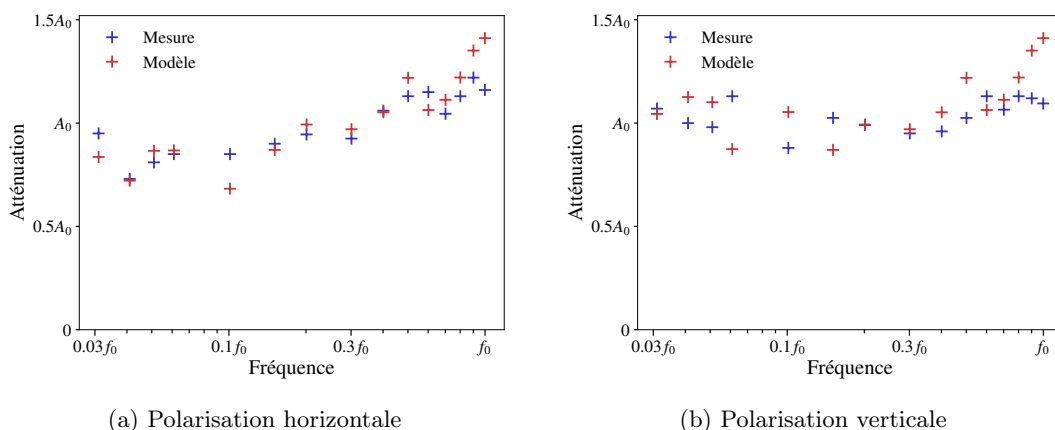 1.5A₀
A₀
0.5A₀
0
Atténuation
Mesure
Modèle
0.03f₀ 0.1f₀ 0.3f₀ f₀
Fréquence
(a) Polarisation horizontale
1.5A₀
A₀
0.5A₀
0
Atténuation
Mesure
Modèle
0.03f₀ 0.1f₀ 0.3f₀ f₀
Fréquence
(b) Polarisation verticale